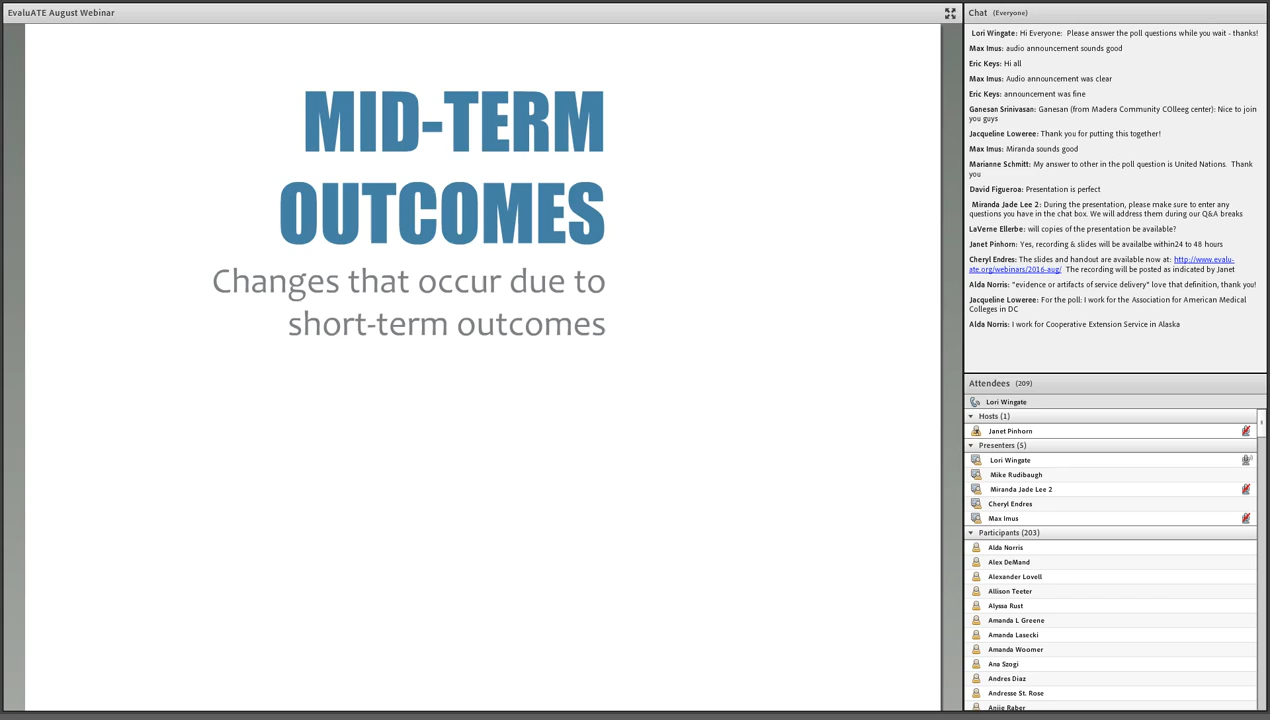 EvaluATE August Webinar
MID-TERM
OUTCOMES
Changes that occur due to
short-term outcomes
Chat (Everyone)
Lori Wingate: Hi Everyone: Please answer the poll questions while you wait - thanks!
Max Imus: audio announcement sounds good
Eric Keys: Hi all
Max Imus: Audio announcement was clear
Eric Keys: announcement was fine
Ganesan Srinivasan: Ganesan (from Madera Community COlleeg center): Nice to join
you guys
Jacqueline Loweree: Thank you for putting this together!
Max Imus: Miranda sounds good
Marianne Schmitt: My answer to other in the poll question is United Nations. Thank
you
David Figueroa: Presentation is perfect
Miranda Jade Lee 2: During the presentation, please make sure to enter any
questions you have in the chat box. We will address them during our Q&A breaks
LaVerne Ellerbe: will copies of the presentation be available?
Janet Pinhorn: Yes, recording & slides will be availalbe within24 to 48 hours
Cheryl Endres: The slides and handout are available now at: http://www.evalu-
ate.org/webinars/2016-aug/ The recording will be posted as indicated by Janet
Alda Norris: "evidence or artifacts of service delivery" love that definition, thank you!
Jacqueline Loweree: For the poll: I work for the Association for American Medical
Colleges in DC
Alda Norris: I work for Cooperative Extension Service in Alaska
Attendees (209)
Lori Wingate
Hosts (1)
Janet Pinhorn
Presenters (5)
Lori Wingate
Mike Rudibaugh
Miranda Jade Lee 2
Cheryl Endres
Max Imus
Participants (203)
Alda Norris
Alex DeMand
Alexander Lovell
Allison Teeter
Alyssa Rust
Amanda L Greene
Amanda Lasecki
Amanda Woomer
Ana Szogi
Andres Diaz
Andresse St. Rose
Anjie Raber